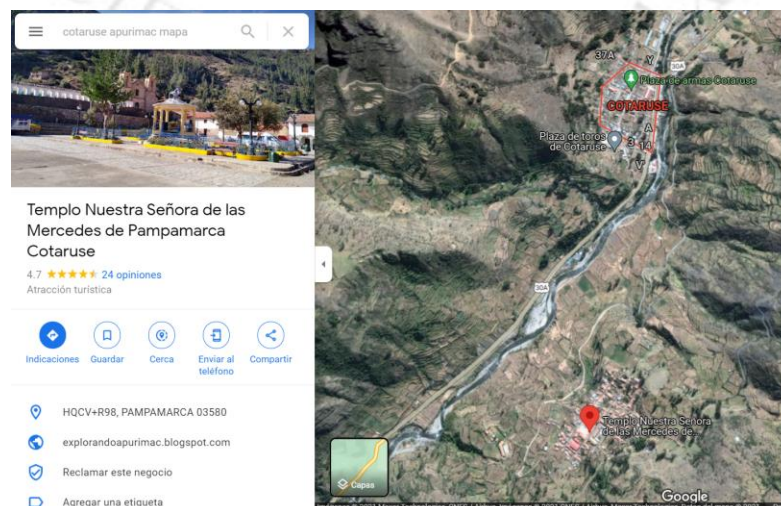 cotaruse apurimac mapa
Templo Nuestra Señora de las
Mercedes de Pampamarca
Cotaruse
4.7
24 opiniones
Atracción turística
Indicaciones
Guardar
Cerca
Enviar al
teléfono
Compartir
HQCV+R98, PAMPAMARCA 03580
explorandoapurimac.blogspot.com
Reclamar este negocio
Agregar una etiqueta
37A
Y
30A
Plaza de armas Cotaruse
COTARUSE
Plaza de toros
de Cotaruse
A
3
14
V
30A
Templo Nuestra Señora
de las Mercedes de...
Capas
Google